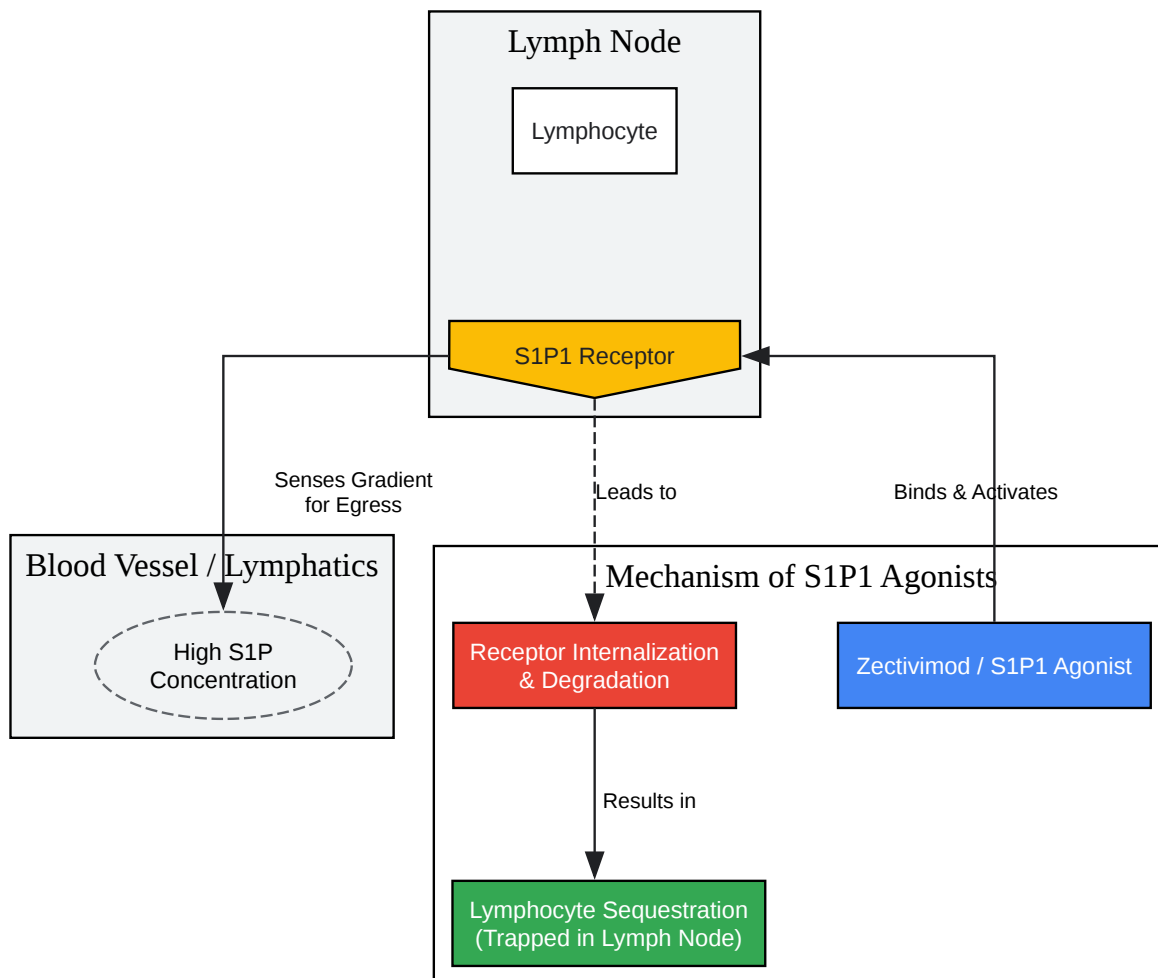 Lymph Node
Lymphocyte
S1P1 Receptor
Senses Gradient
for Egress
Leads to
Binds & Activates
Blood Vessel / Lymphatics
High S1P
Concentration
Mechanism of S1P1 Agonists
Receptor Internalization
& Degradation
Zectivimod / S1P1 Agonist
Results in
Lymphocyte Sequestration
(Trapped in Lymph Node)